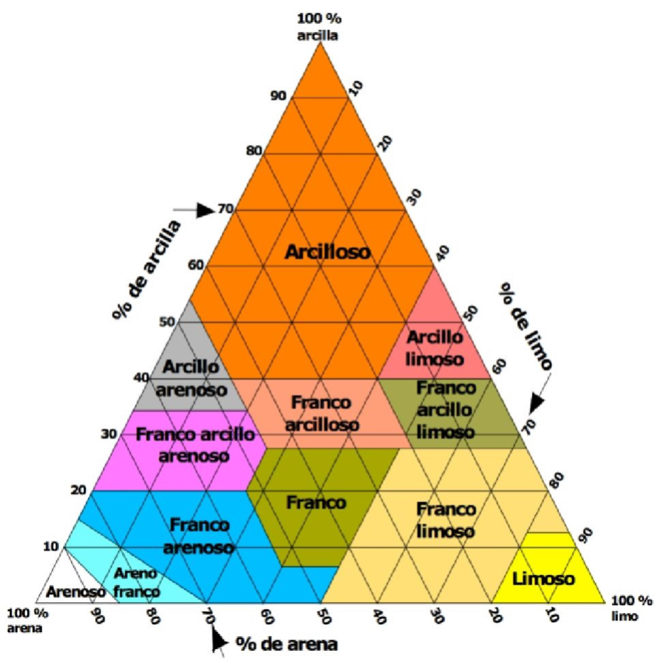 100 %
arcilla
90
10
80
20
70
30
% de arcilla
Arcilloso
60
40
% de limo
50
50
Arcillo
limoso
60
Arcillo
arenoso
40
Franco
arcilloso
Franco
arcillo
limoso
70
30
Franco arcillo
arenoso
20
80
Franco
Franco
limoso
Franco
arenoso
10
90
Arenoso
Areno
franco
Limoso
100 %
arena
90
80
70
60
50
40
30
20
10
100 %
limo
% de arena